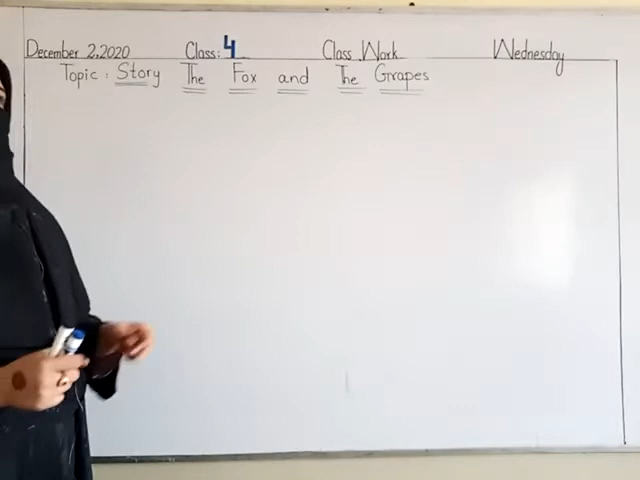 December 2,2020 Class: 4 Class Work Wednesday
Topic : Story The Fox and The Grapes